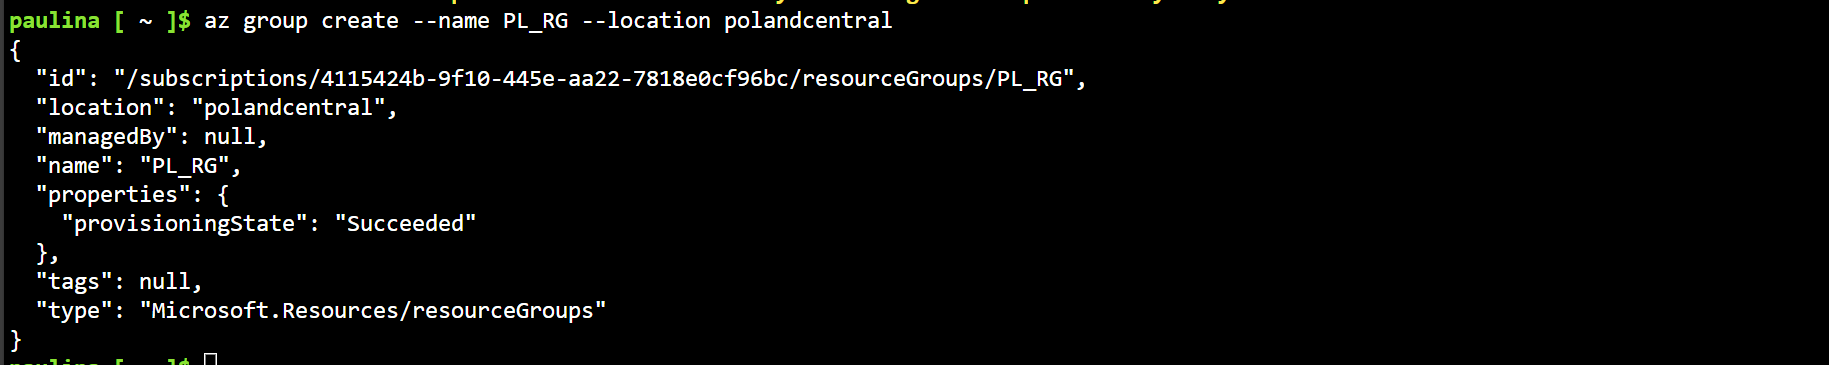 paulina [ ~ ]$ az group create --name PL_RG --location polandcentral
{
  "id": "/subscriptions/4115424b-9f10-445e-aa22-7818e0cf96bc/resourceGroups/PL_RG",
  "location": "polandcentral",
  "managedBy": null,
  "name": "PL_RG",
  "properties": {
    "provisioningState": "Succeeded"
  },
  "tags": null,
  "type": "Microsoft.Resources/resourceGroups"
}
paulina [ ~ ]$